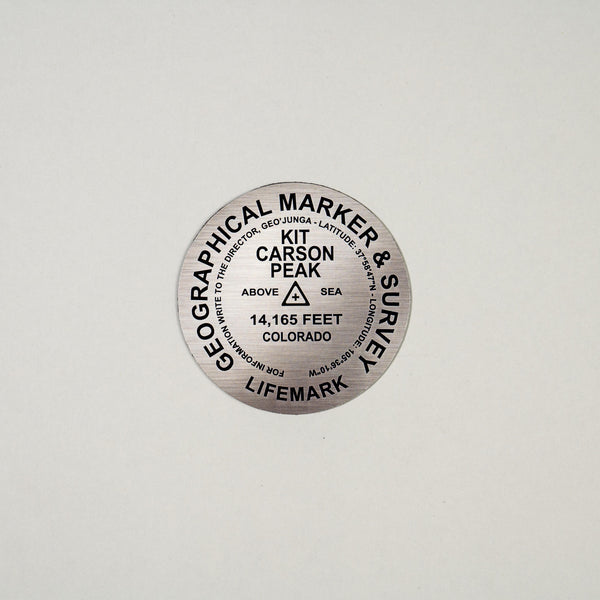 GEOGRAPHICAL MARKER & SURVEY
FOR INFORMATION WRITE TO THE DIRECTOR, GEO'JUNGA - LATITUDE: 37°58'47"N - LONGITUDE: 105°36'10"W
KIT
CARSON
PEAK
ABOVE SEA
14,165 FEET
COLORADO
LIFEMARK